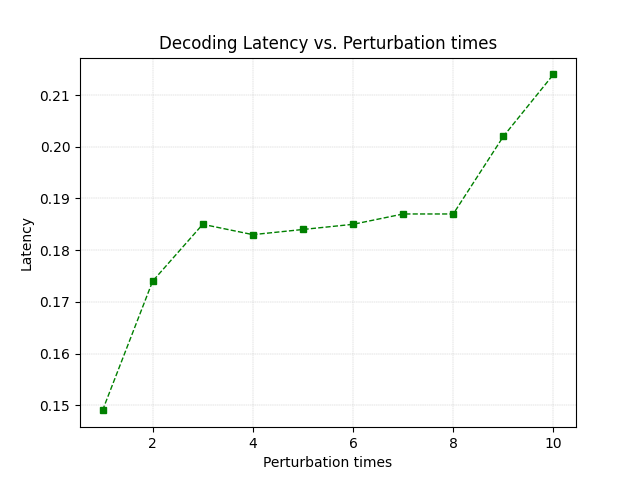 Decoding Latency vs. Perturbation times
0.21
0.20
0.19
0.18
0.17
0.16
0.15
Latency
2 4 6 8 10
Perturbation times